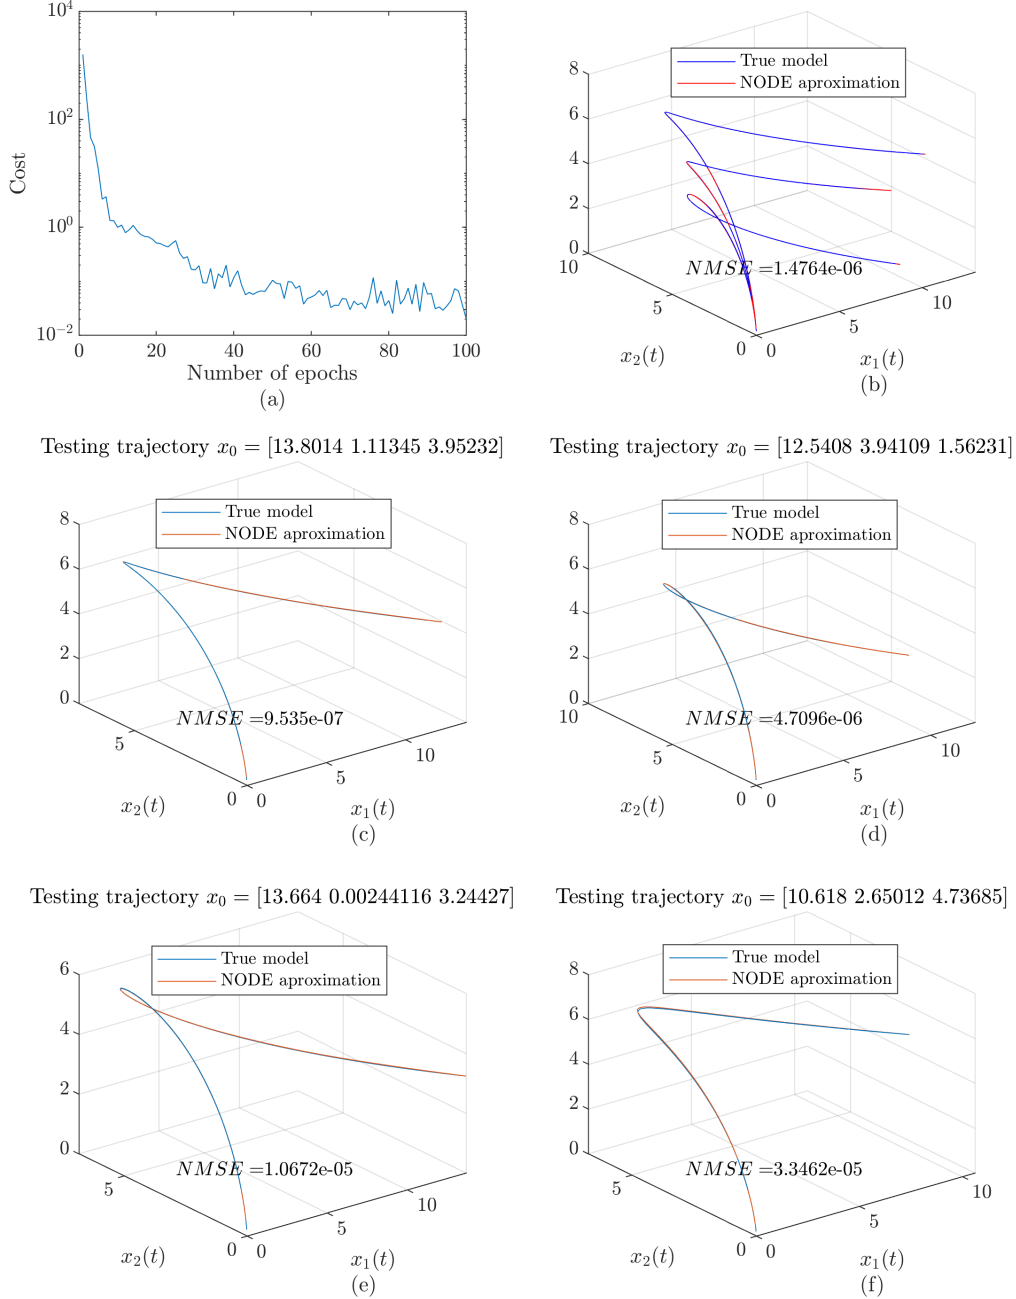 10^4
10^2
10^0
10^-2
Cost
0 20 40 60 80 100
Number of epochs
(a)
True model
NODE aproximation
8
6
4
2
0
10
5
0
0
5
10
NMSE =1.4764e-06
x_2(t)
x_1(t)
(b)
Testing trajectory x_0 = [13.8014 1.11345 3.95232]
True model
NODE aproximation
8
6
4
2
0
5
0
0
5
10
NMSE =9.535e-07
x_2(t)
x_1(t)
(c)
Testing trajectory x_0 = [12.5408 3.94109 1.56231]
True model
NODE aproximation
8
6
4
2
0
10
5
0
0
5
10
NMSE =4.7096e-06
x_2(t)
x_1(t)
(d)
Testing trajectory x_0 = [13.664 0.00244116 3.24427]
True model
NODE aproximation
6
4
2
0
5
0
0
5
10
NMSE =1.0672e-05
x_2(t)
x_1(t)
(e)
Testing trajectory x_0 = [10.618 2.65012 4.73685]
True model
NODE aproximation
8
6
4
2
0
5
0
0
5
10
NMSE =3.3462e-05
x_2(t)
x_1(t)
(f)